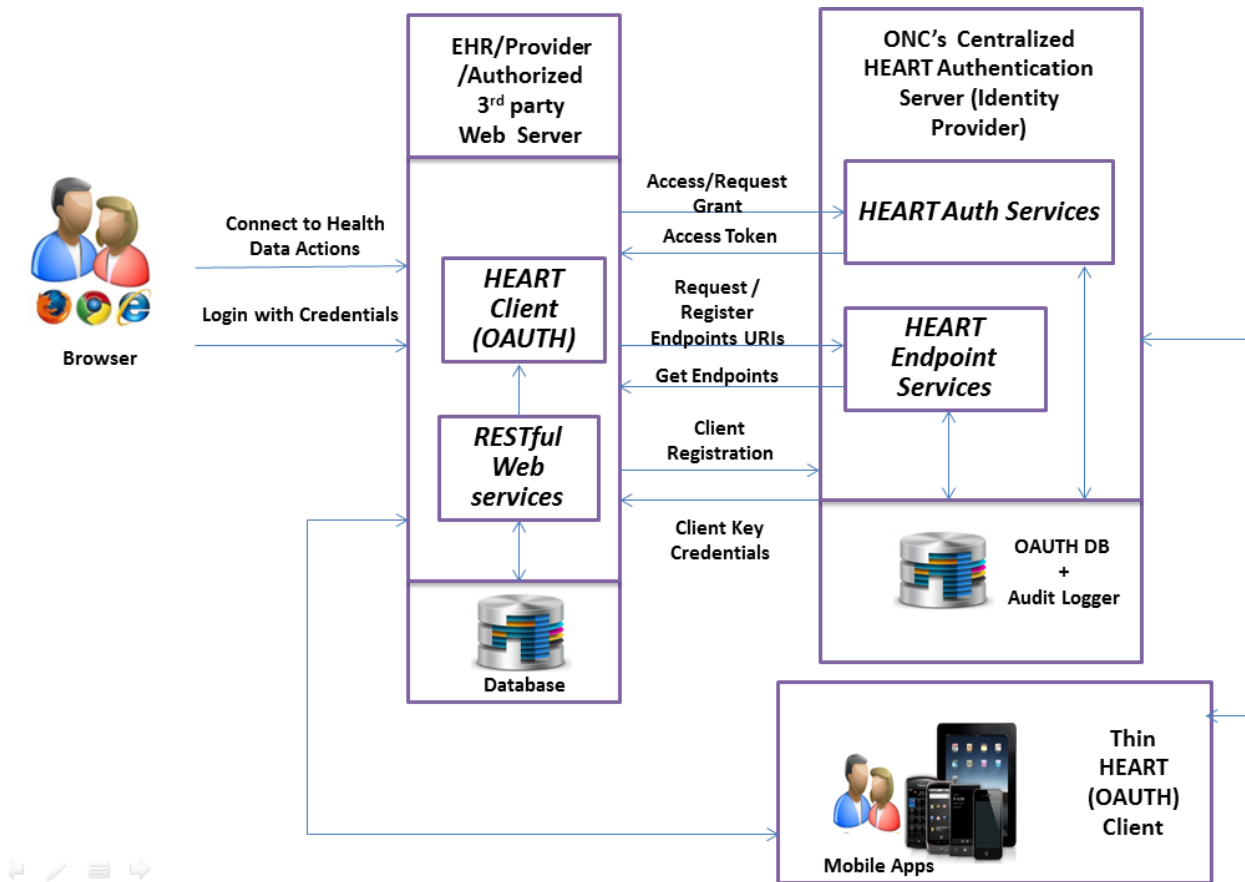 EHR/Provider
/Authorized
3rd party
Web Server
ONC's Centralized
HEART Authentication
Server (Identity
Provider)
Connect to Health
Data Actions
Login with Credentials
Browser
HEART
Client
(OAUTH)
RESTful
Web
services
Database
Access/Request
Grant
Access Token
Request /
Register
Endpoints URIs
Get Endpoints
Client
Registration
Client Key
Credentials
HEART Auth Services
HEART
Endpoint
Services
OAUTH DB
+
Audit Logger
Mobile Apps
Thin
HEART
(OAUTH)
Client